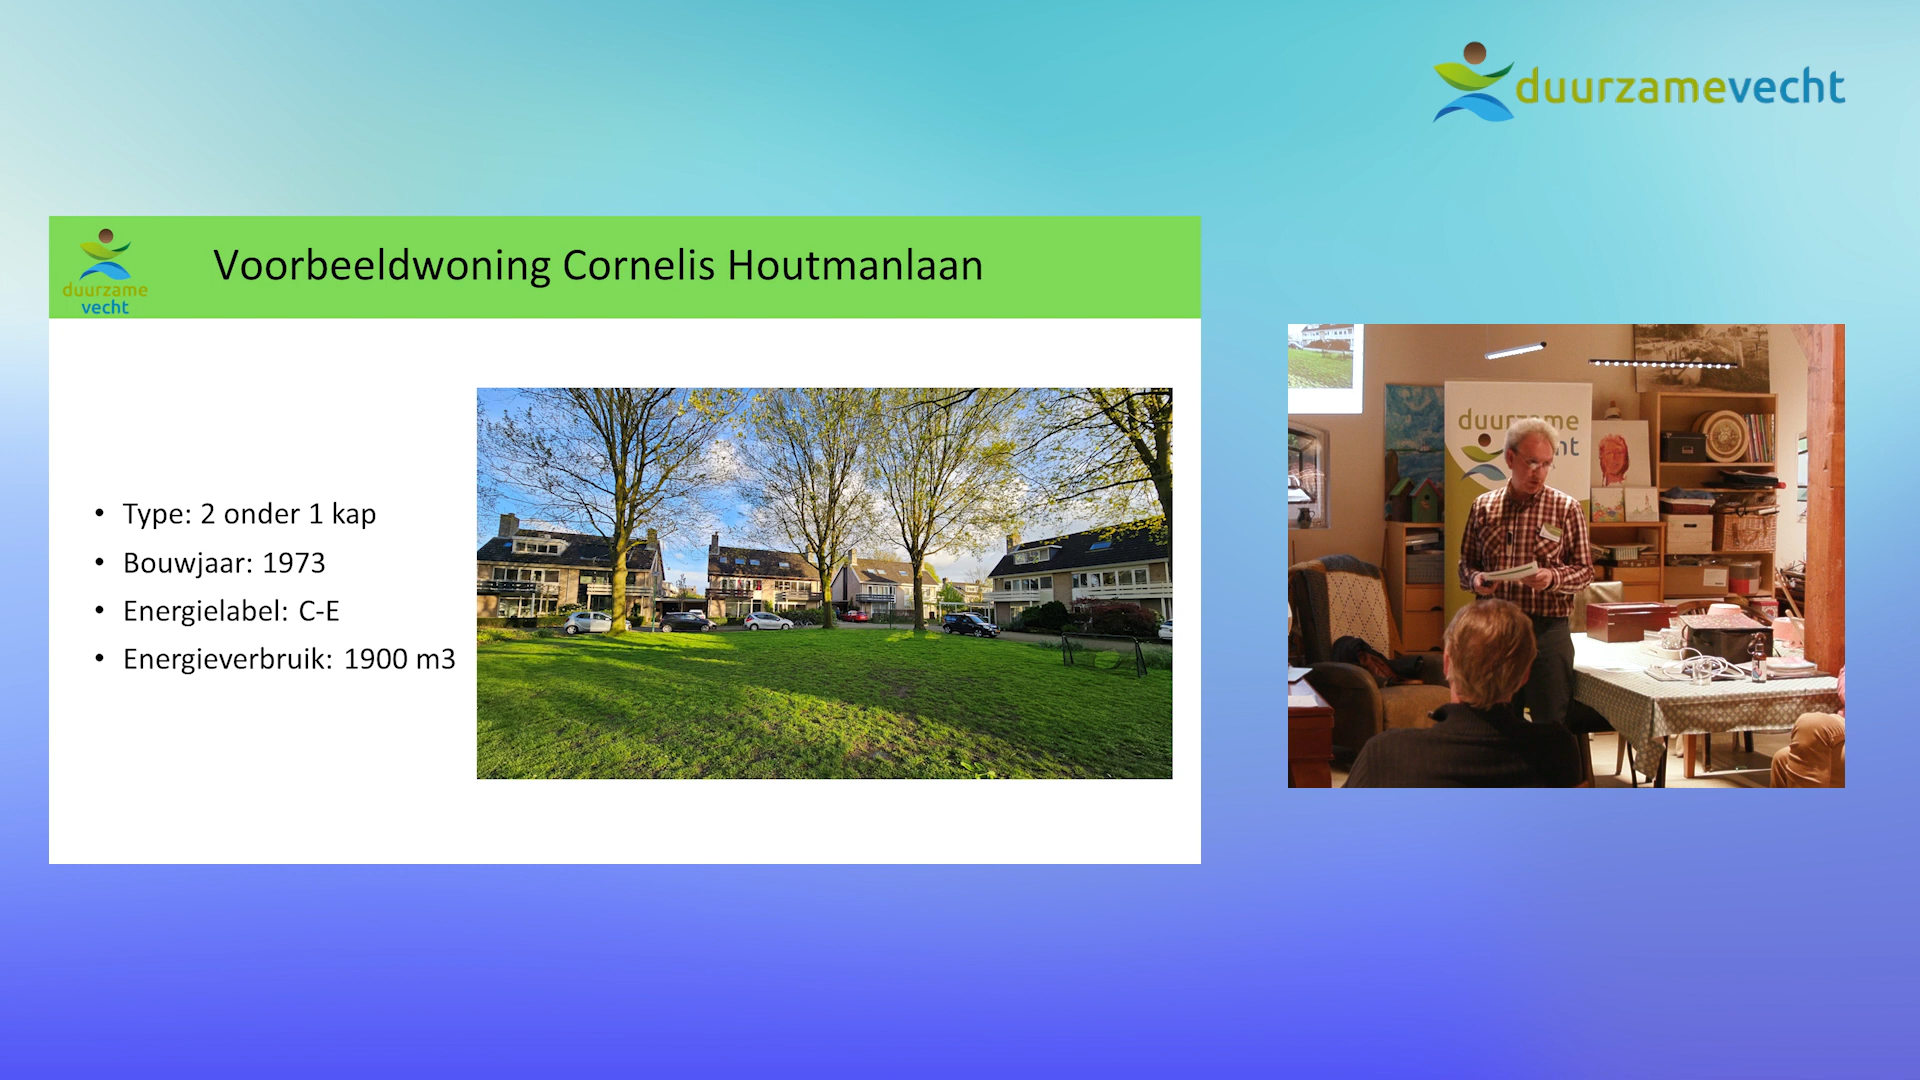 duurzamevecht
duurzame
vecht
Voorbeeldwoning Cornelis Houtmanlaan
• Type: 2 onder 1 kap
• Bouwjaar: 1973
• Energielabel: C-E
• Energieverbruik: 1900 m3